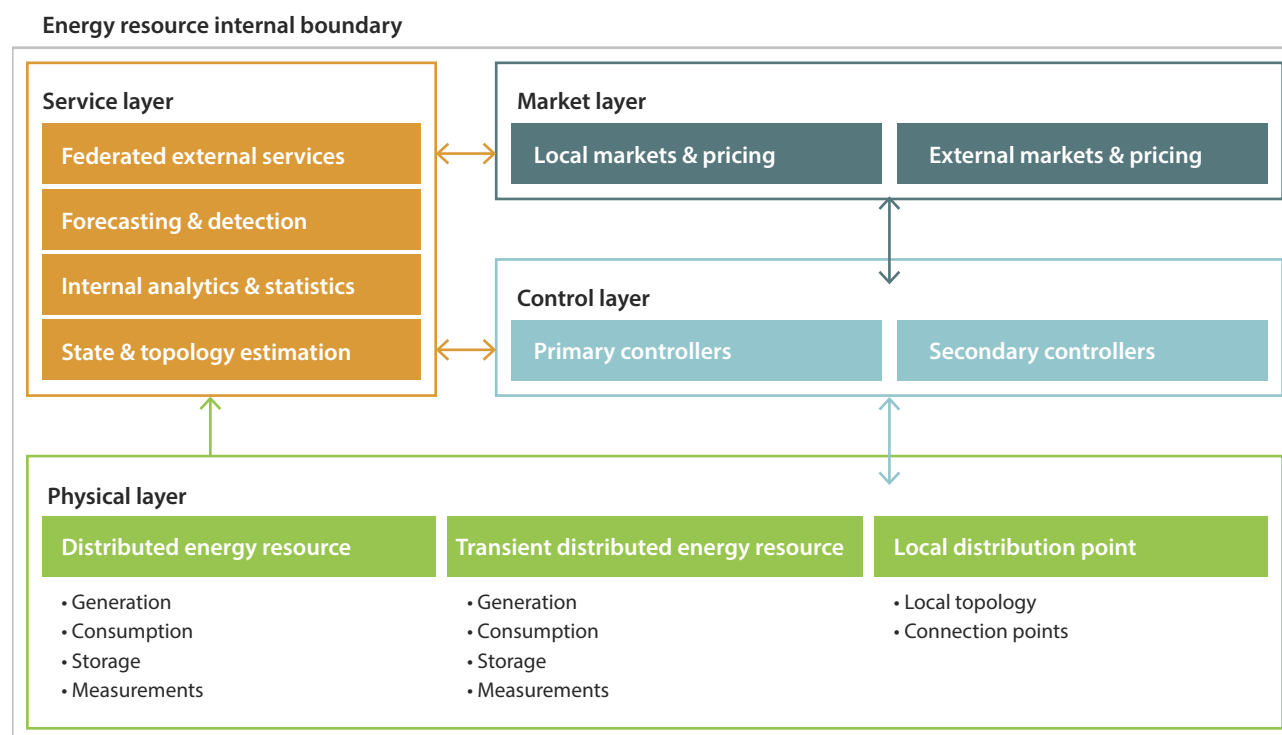 Energy resource internal boundary
Service layer
Federated external services
Forecasting & detection
Internal analytics & statistics
State & topology estimation
Market layer
Local markets & pricing
External markets & pricing
Control layer
Primary controllers
Secondary controllers
Physical layer
Distributed energy resource
• Generation
• Consumption
• Storage
• Measurements
Transient distributed energy resource
• Generation
• Consumption
• Storage
• Measurements
Local distribution point
• Local topology
• Connection points